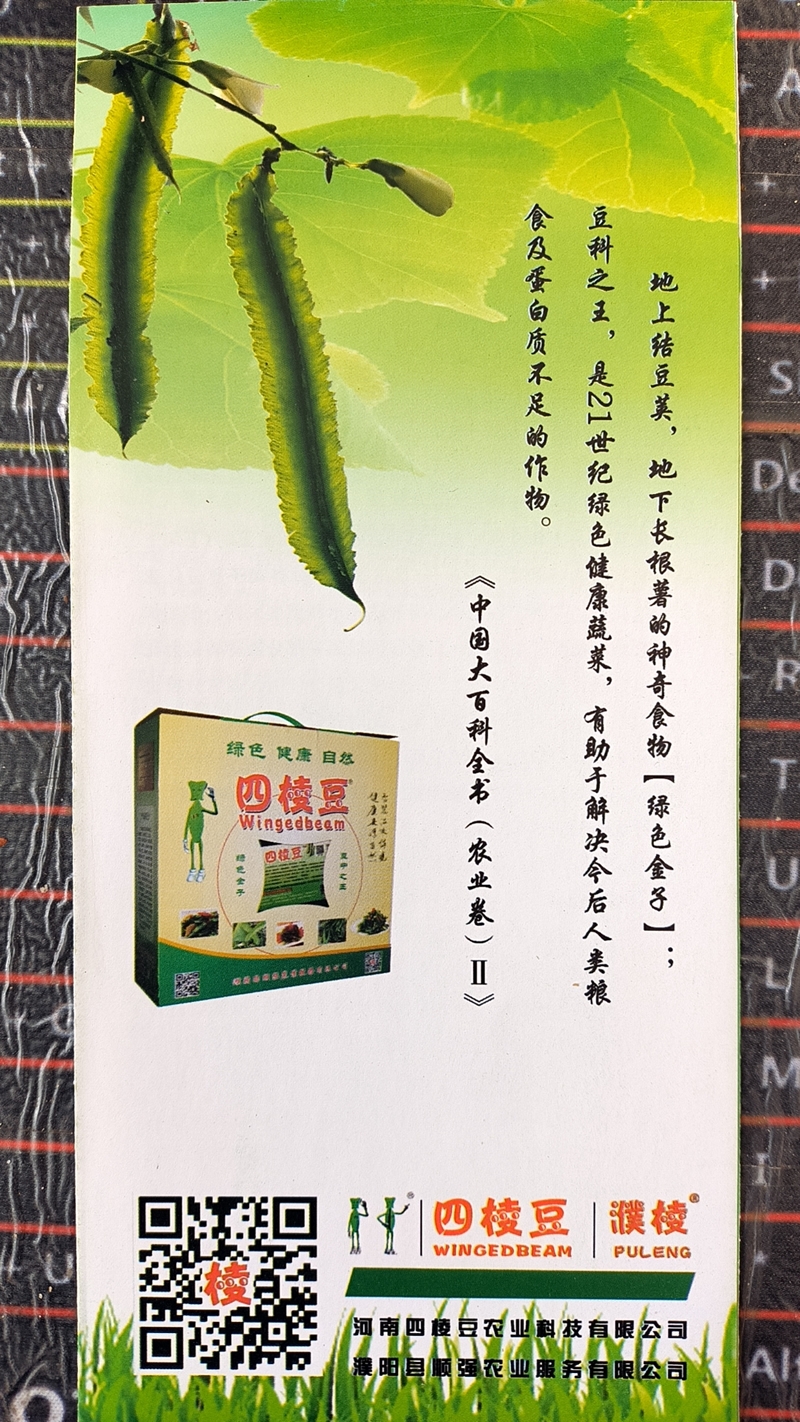 地上结豆荚，地下长根薯的神奇食物【绿色金子】；
豆科之王，是21世纪绿色健康蔬菜，有助于解决今后人类粮
食及蛋白质不足的作物。
《中国大百科全书（农业卷）Ⅱ》
绿色 健康 自然
四棱豆®
Wingedbeam
绿色金子
豆中之王
四棱豆
棱
四棱豆
WINGEDBEAM
濮棱®
PULENG
河南四棱豆农业科技有限公司
濮阳县顺强农业服务有限公司